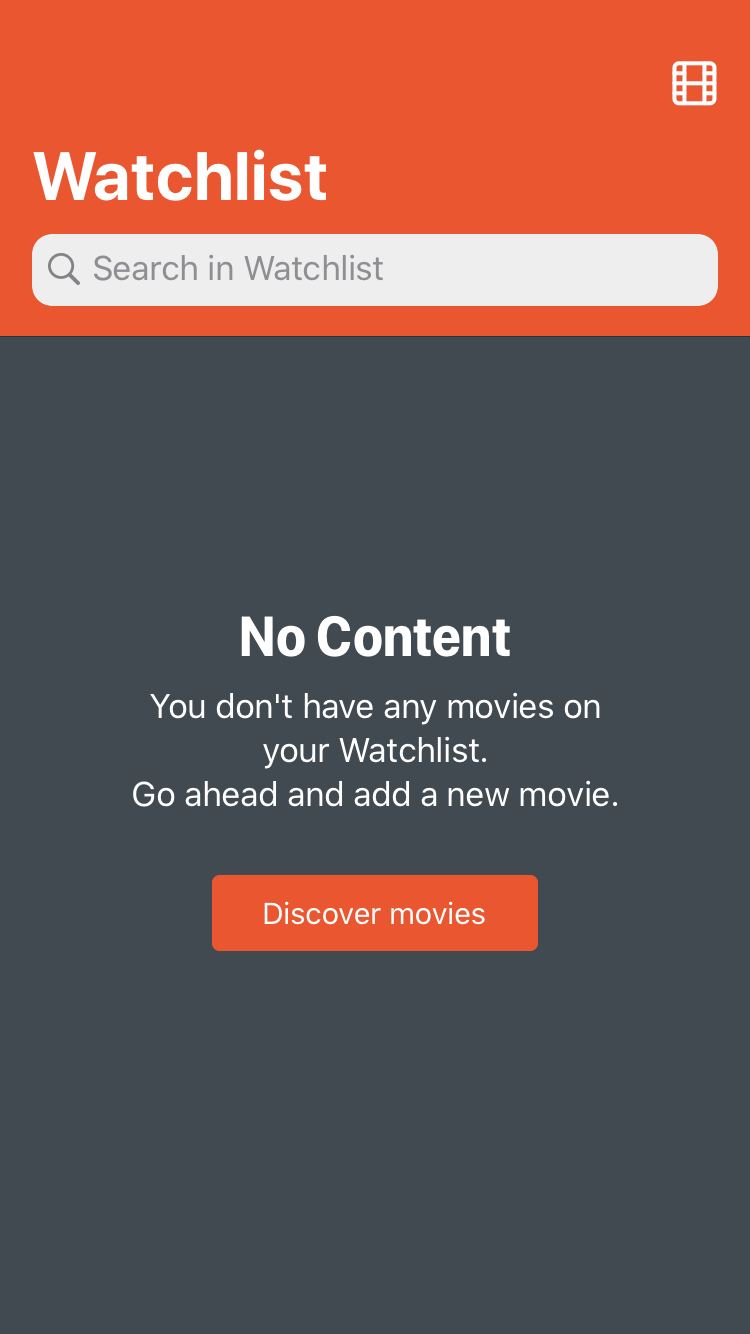 Watchlist
Search in Watchlist
No Content
You don't have any movies on
your Watchlist.
Go ahead and add a new movie.
Discover movies